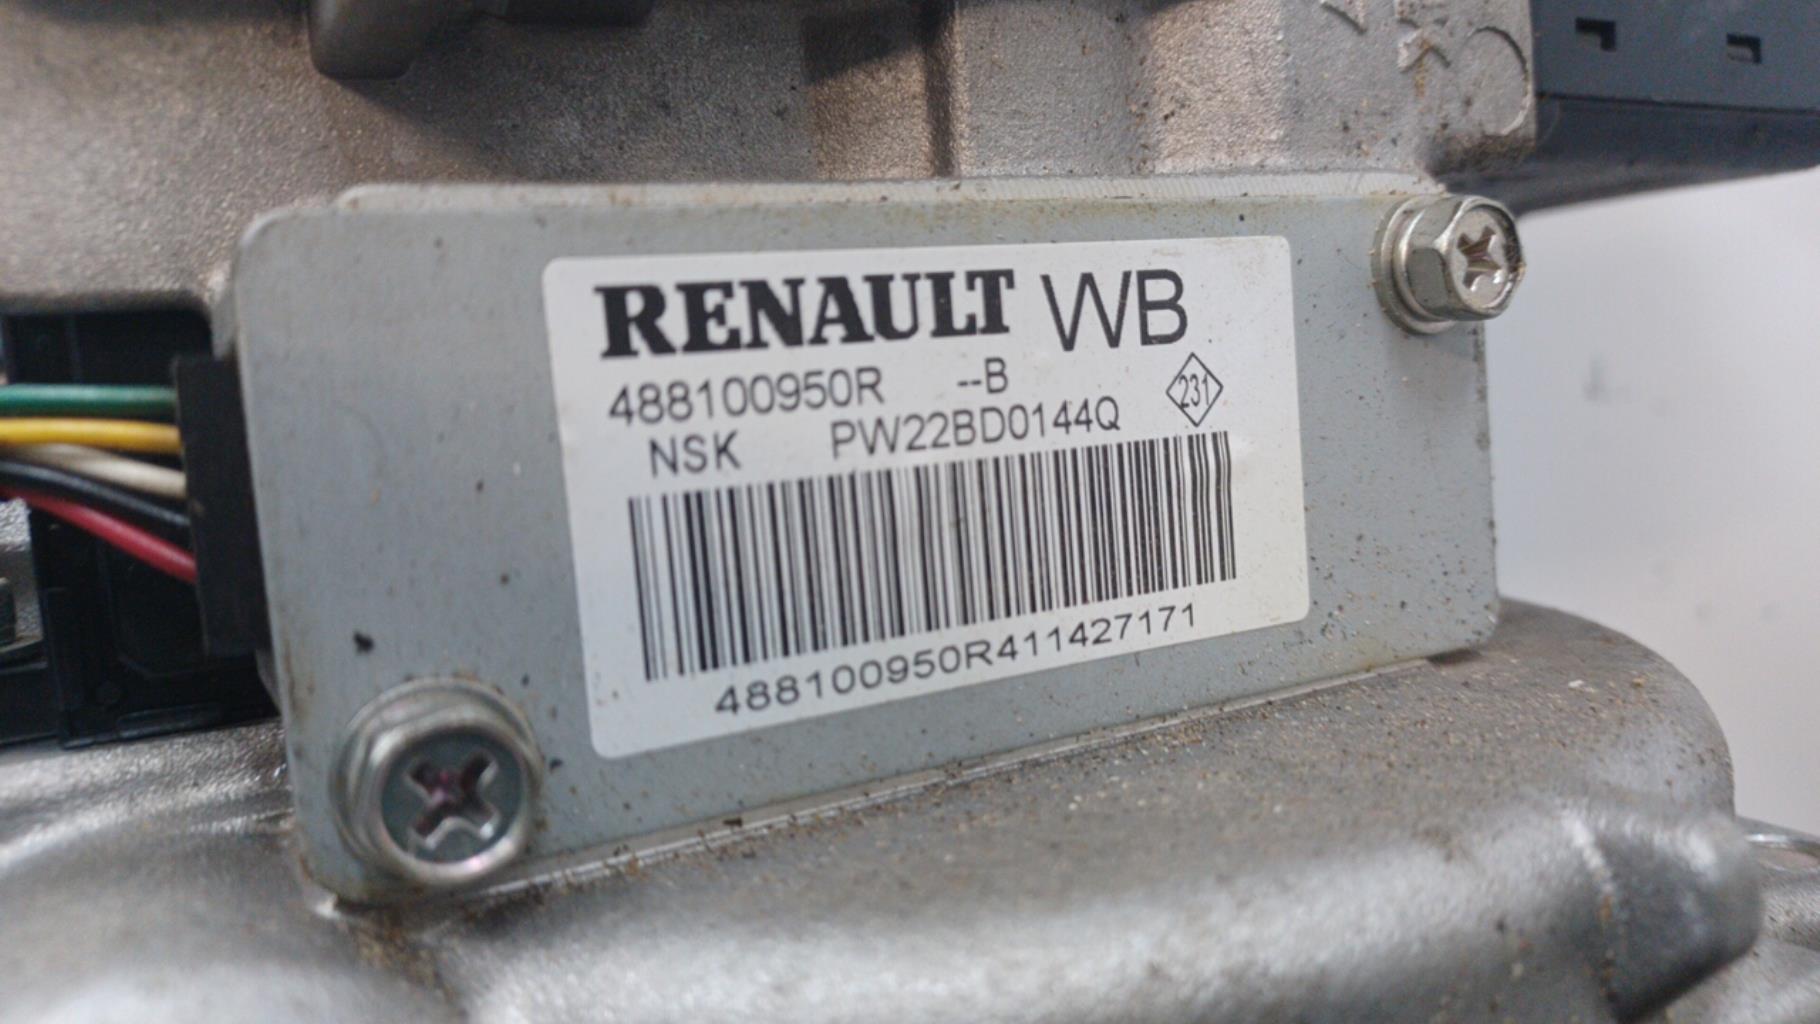 RENAULT WB
488100950R --B
231
NSK PW22BD0144Q
488100950R411427171